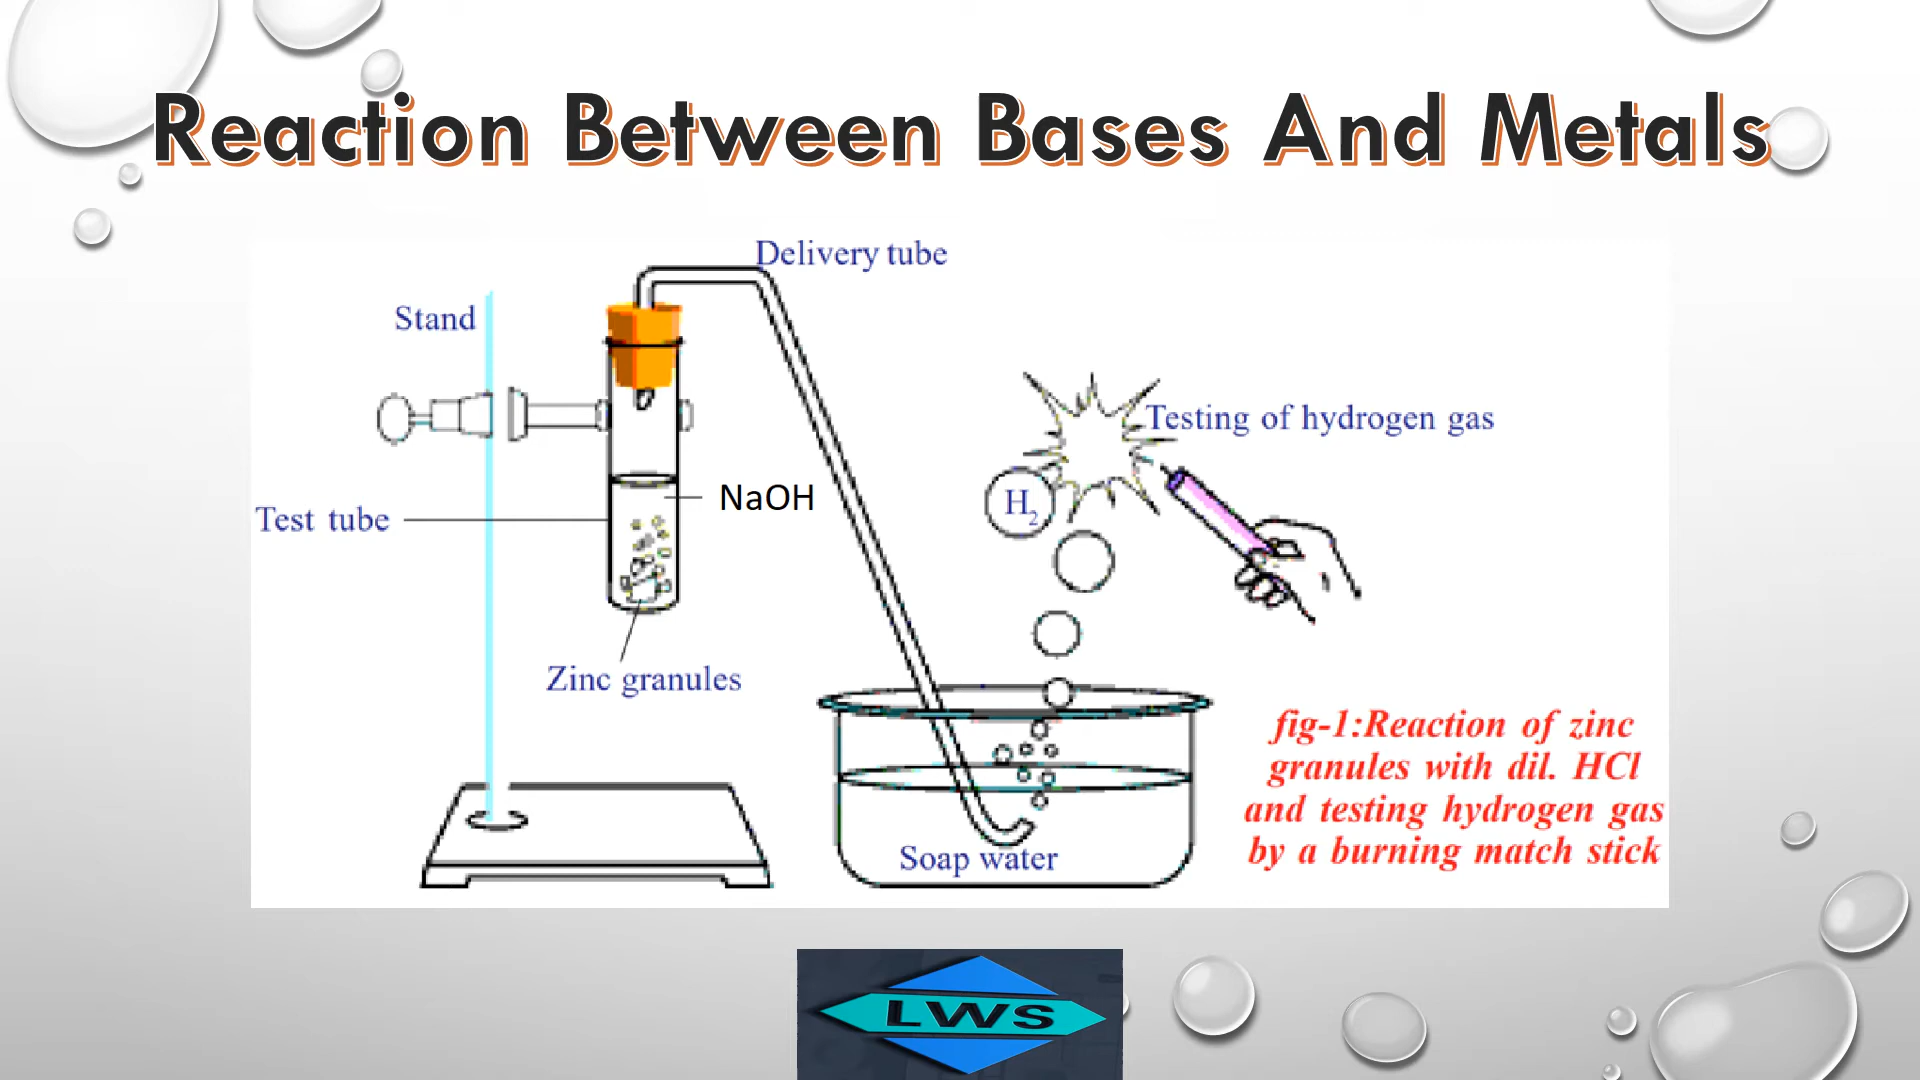 Reaction Between Bases And Metals
Delivery tube
Stand
Testing of hydrogen gas
NaOH
H2
Test tube
Zinc granules
fig-1:Reaction of zinc
granules with dil. HCl
and testing hydrogen gas
by a burning match stick
Soap water
LWS